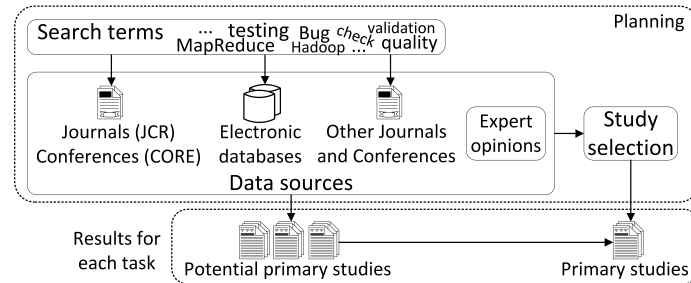 Planning
Search terms ... testing Bug check validation
MapReduce Hadoop ... quality
Journals (JCR)
Conferences (CORE)
Electronic
databases
Other Journals
and Conferences
Expert
opinions
Study
selection
Data sources
Results for
each task
Potential primary studies
Primary studies